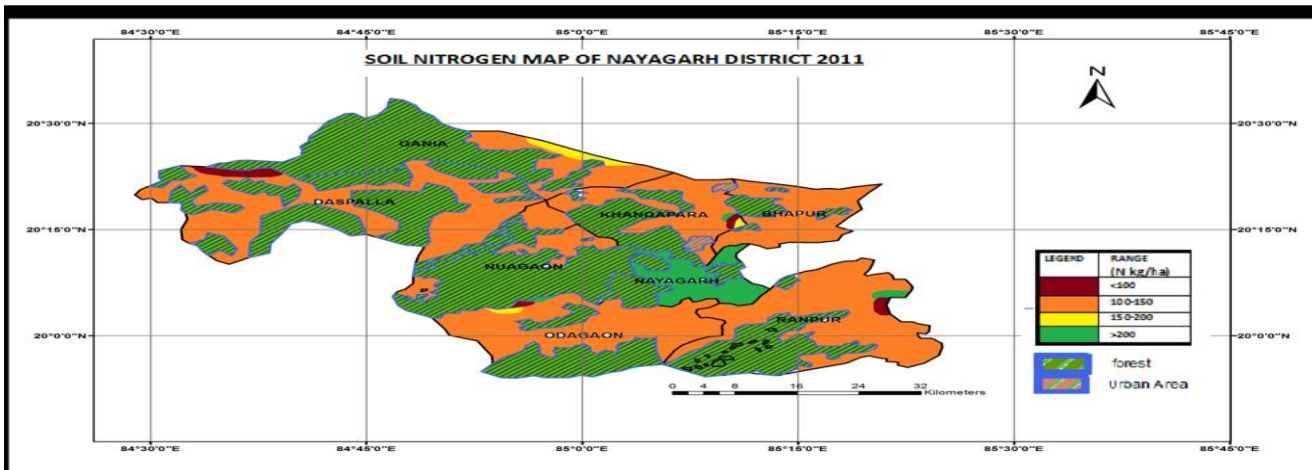 84°30'0"E 84°45'0"E 85°0'0"E 85°15'0"E 85°30'0"E 85°45'0"E
SOIL NITROGEN MAP OF NAYAGARH DISTRICT 2011
N
20°30'0"N 20°30'0"N
GANIA
DASPALLA
KHANDAPARA BHAPUR
20°15'0"N 20°15'0"N
NUAGAON
NAYAGARH
LEGEND RANGE
(N kg/ha)
<100
100-150
150-200
>200
RANPUR
ODAGAON
20°0'0"N 20°0'0"N
forest
Urban Area
0 4 8 16 24 32
Kilometers
84°30'0"E 84°45'0"E 85°0'0"E 85°15'0"E 85°30'0"E 85°45'0"E